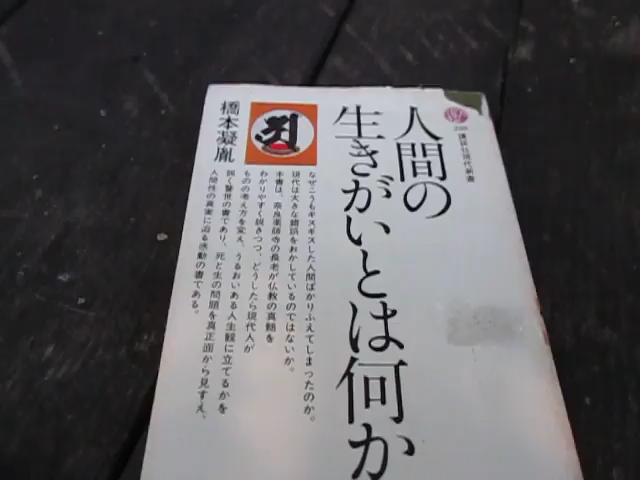 講談社現代新書
人間の
生きがいとは何か
橋本凝胤
なぜこうもギスギスした人間ばかりふえてしまったのか。
現代は大きな錯誤をおかしているのではないか。
本書は、奈良薬師寺の長老が仏教の真髄を
わかりやすく説きつつ、どうしたら現代人が
ものの考え方を変え、うるおいある人生観に立てるかを
説く警世の書であり、死と生の問題を真正面から見すえ、
人間性の真実に迫る感動の書である。